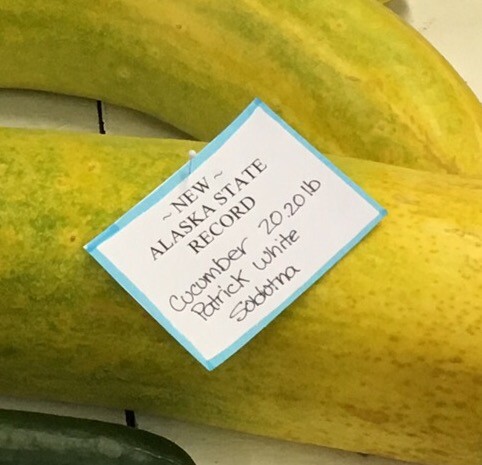 ~ NEW ~
ALASKA STATE
RECORD
Cucumber 20.20 lb
Patrick White
Soldotna